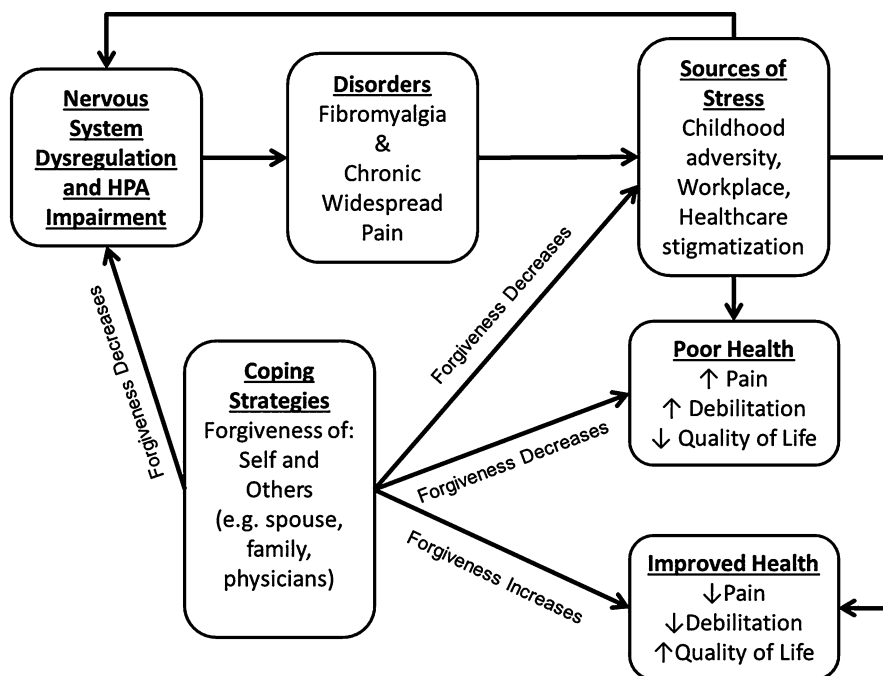 Nervous
System
Dysregulation
and HPA
Impairment
Disorders
Fibromyalgia
&
Chronic
Widespread
Pain
Sources of
Stress
Childhood
adversity,
Workplace,
Healthcare
stigmatization
Forgiveness Decreases
Coping
Strategies
Forgiveness of:
Self and
Others
(e.g. spouse,
family,
physicians)
Forgiveness Decreases
Forgiveness Decreases
Forgiveness Increases
Poor Health
↑ Pain
↑ Debilitation
↓ Quality of Life
Improved Health
↓Pain
↓Debilitation
↑Quality of Life